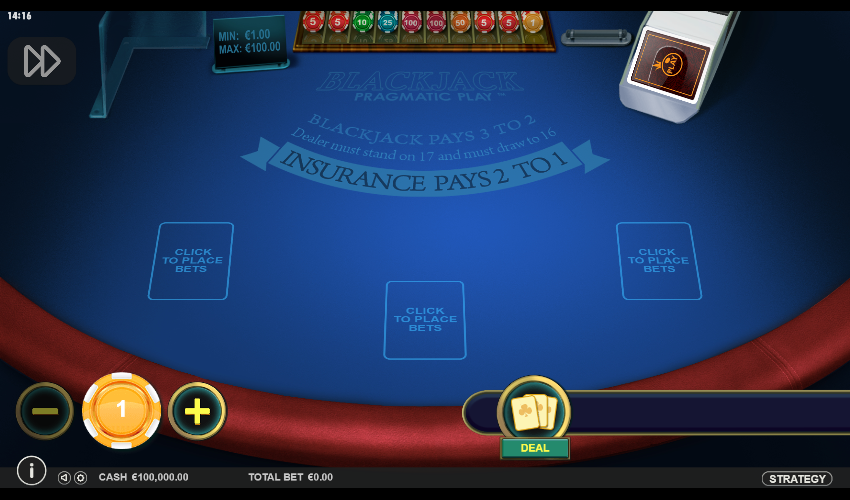 14:16
MIN: €1.00
MAX: €100.00
5 5 10 25 100 100 50 5 5 1
PLAY
BLACKJACK
PRAGMATIC PLAY™
BLACKJACK PAYS 3 TO 2
Dealer must stand on 17 and must draw to 16
INSURANCE PAYS 2 TO 1
CLICK
TO PLACE
BETS
CLICK
TO PLACE
BETS
CLICK
TO PLACE
BETS
1
DEAL
i
CASH €100,000.00
TOTAL BET €0.00
STRATEGY